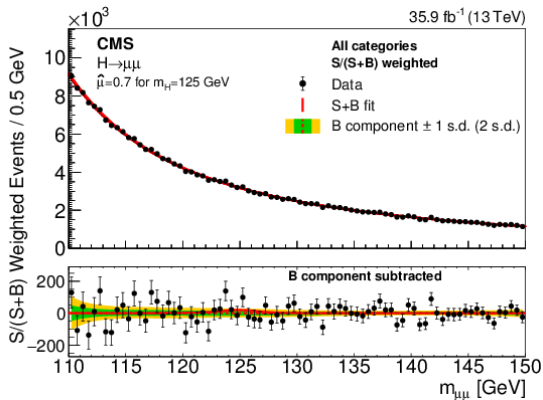 ×10³
35.9 fb⁻¹ (13 TeV)
S/(S+B) Weighted Events / 0.5 GeV
10
8
6
4
2
0
CMS
H→μμ
μ̂=0.7 for m_H=125 GeV
All categories
S/(S+B) weighted
Data
S+B fit
B component ± 1 s.d. (2 s.d.)
B component subtracted
200
0
−200
110 115 120 125 130 135 140 145 150
m_μμ [GeV]